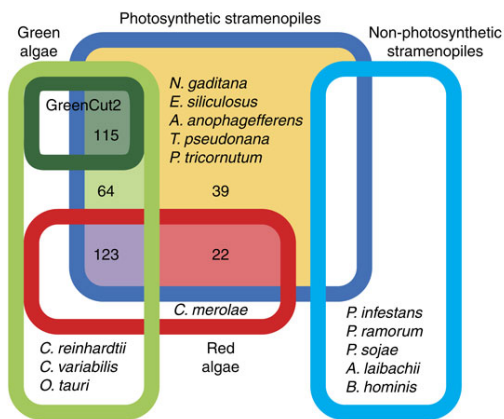 Photosynthetic stramenopiles
Green
algae
Non-photosynthetic
stramenopiles
GreenCut2
115
N. gaditana
E. siliculosus
A. anophagefferens
T. pseudonana
P. tricornutum
64
39
123
22
C. merolae
C. reinhardtii
C. variabilis
O. tauri
Red
algae
P. infestans
P. ramorum
P. sojae
A. laibachii
B. hominis